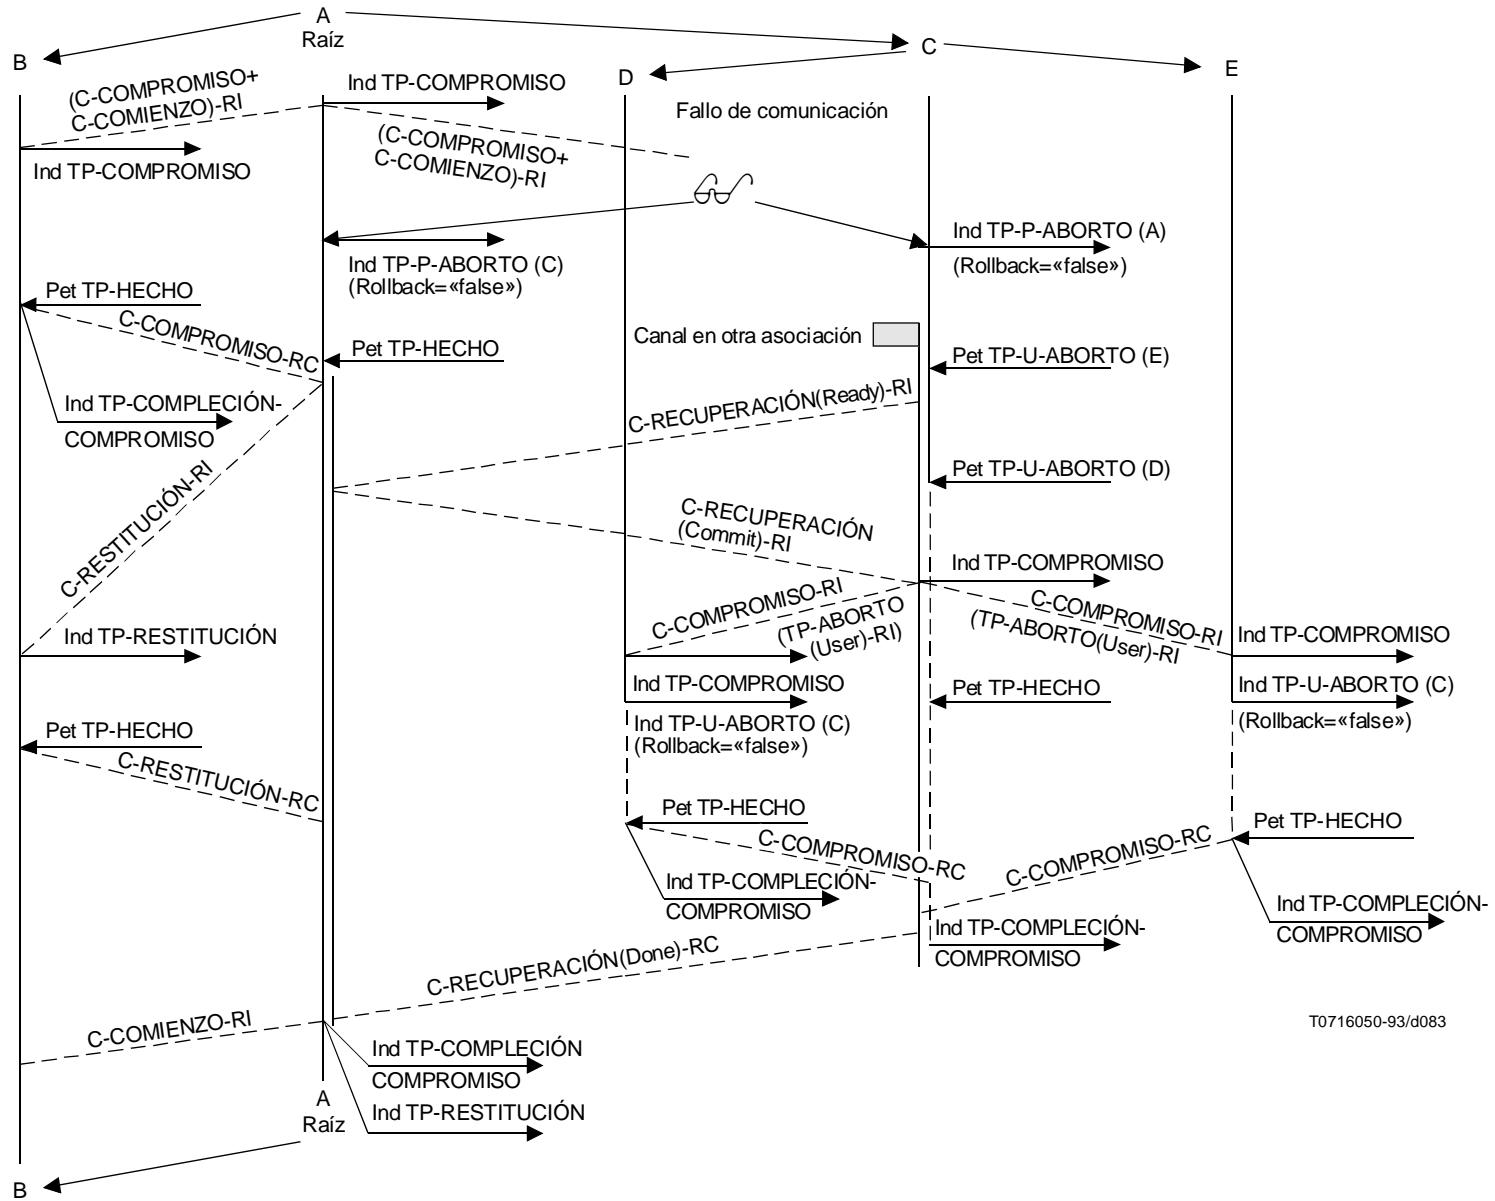 A
Raíz
B
C
D
E
(C-COMPROMISO+
C-COMIENZO)-RI
Ind TP-COMPROMISO
Fallo de comunicación
(C-COMPROMISO+
C-COMIENZO)-RI
Ind TP-COMPROMISO
Ind TP-P-ABORTO (A)
(Rollback=«false»)
Ind TP-P-ABORTO (C)
(Rollback=«false»)
Pet TP-HECHO
C-COMPROMISO-RC
Canal en otra asociación
Pet TP-HECHO
Pet TP-U-ABORTO (E)
Ind TP-COMPLECIÓN-
COMPROMISO
C-RECUPERACIÓN(Ready)-RI
Pet TP-U-ABORTO (D)
C-RESTITUCIÓN-RI
C-RECUPERACIÓN
(Commit)-RI
Ind TP-COMPROMISO
C-COMPROMISO-RI
(TP-ABORTO
(User)-RI)
C-COMPROMISO-RI
(TP-ABORTO(User)-RI
Ind TP-RESTITUCIÓN
Ind TP-COMPROMISO
Ind TP-COMPROMISO
Pet TP-HECHO
Ind TP-U-ABORTO (C)
(Rollback=«false»)
Ind TP-U-ABORTO (C)
(Rollback=«false»)
Pet TP-HECHO
C-RESTITUCIÓN-RC
Pet TP-HECHO
C-COMPROMISO-RC
C-COMPROMISO-RC
Pet TP-HECHO
Ind TP-COMPLECIÓN-
COMPROMISO
Ind TP-COMPLECIÓN-
COMPROMISO
Ind TP-COMPLECIÓN-
COMPROMISO
C-RECUPERACIÓN(Done)-RC
C-COMIENZO-RI
T0716050-93/d083
Ind TP-COMPLECIÓN
COMPROMISO
A
Raíz
Ind TP-RESTITUCIÓN
B